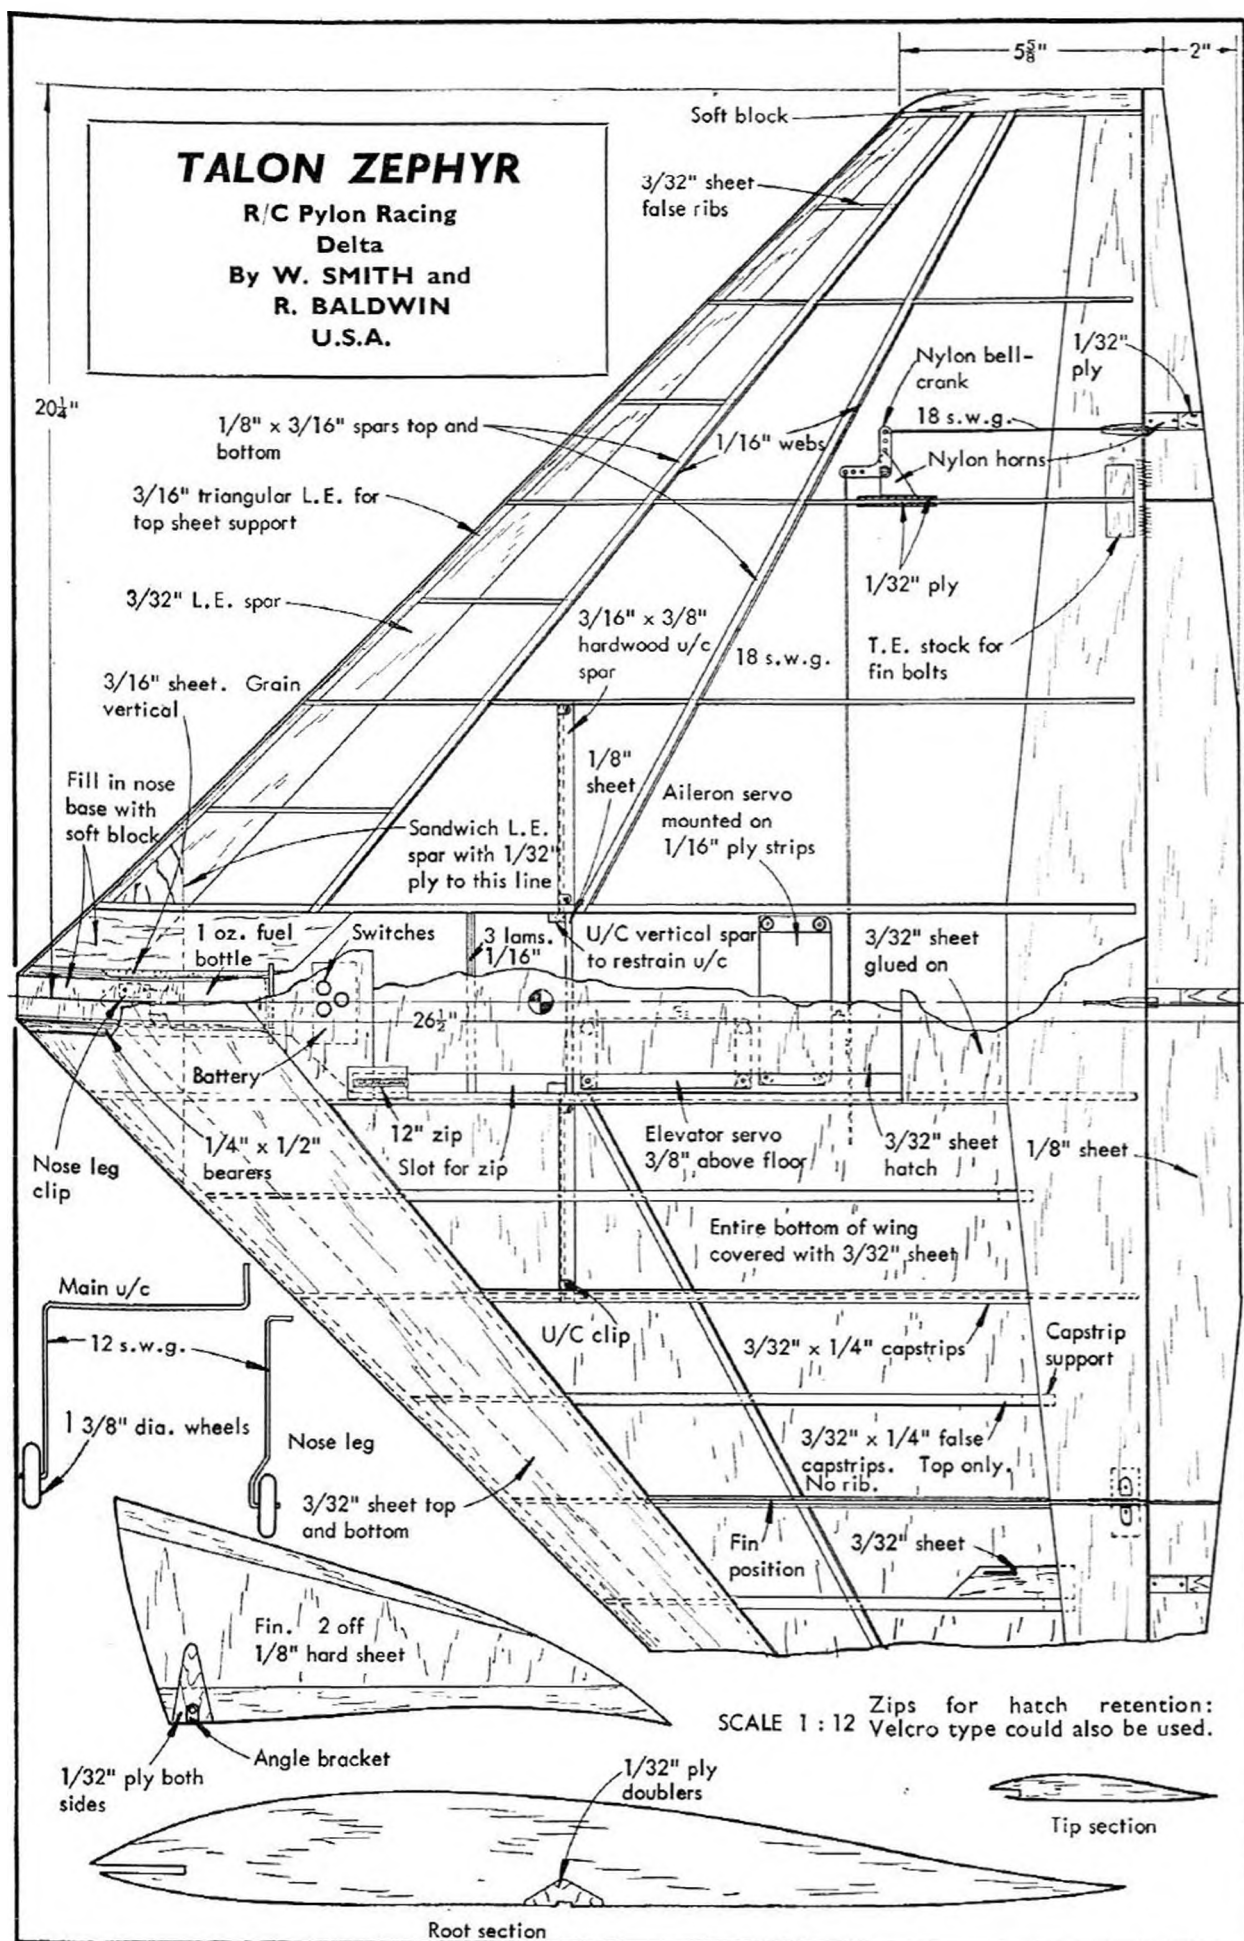 5⅝"
2"
Soft block
TALON ZEPHYR
R/C Pylon Racing
Delta
By W. SMITH and
R. BALDWIN
U.S.A.
3/32" sheet
false ribs
20¼"
Nylon bell-
crank
1/32"
ply
18 s.w.g.
1/8" x 3/16" spars top and
bottom
1/16" webs
Nylon horns
3/16" triangular L.E. for
top sheet support
1/32" ply
3/32" L.E. spar
3/16" x 3/8"
hardwood u/c
spar
18 s.w.g.
T.E. stock for
fin bolts
3/16" sheet. Grain
vertical
1/8"
sheet
Fill in nose
base with
soft block
Sandwich L.E.
spar with 1/32"
ply to this line
Aileron servo
mounted on
1/16" ply strips
1 oz. fuel
bottle
Switches
3 lams.
1/16"
U/C vertical spar
to restrain u/c
3/32" sheet
glued on
26½"
Battery
Nose leg
clip
1/4" x 1/2"
bearers
12" zip
Slot for zip
Elevator servo
3/8" above floor
3/32" sheet
hatch
1/8" sheet
Entire bottom of wing
covered with 3/32" sheet
Main u/c
12 s.w.g.
U/C clip
3/32" x 1/4" capstrips
Capstrip
support
1 3/8" dia. wheels
Nose leg
3/32" x 1/4" false
capstrips. Top only.
No rib.
3/32" sheet top
and bottom
Fin
position
3/32" sheet
Fin. 2 off
1/8" hard sheet
SCALE 1 : 12
Zips for hatch retention:
Velcro type could also be used.
Angle bracket
1/32" ply both
sides
1/32" ply
doublers
Tip section
Root section